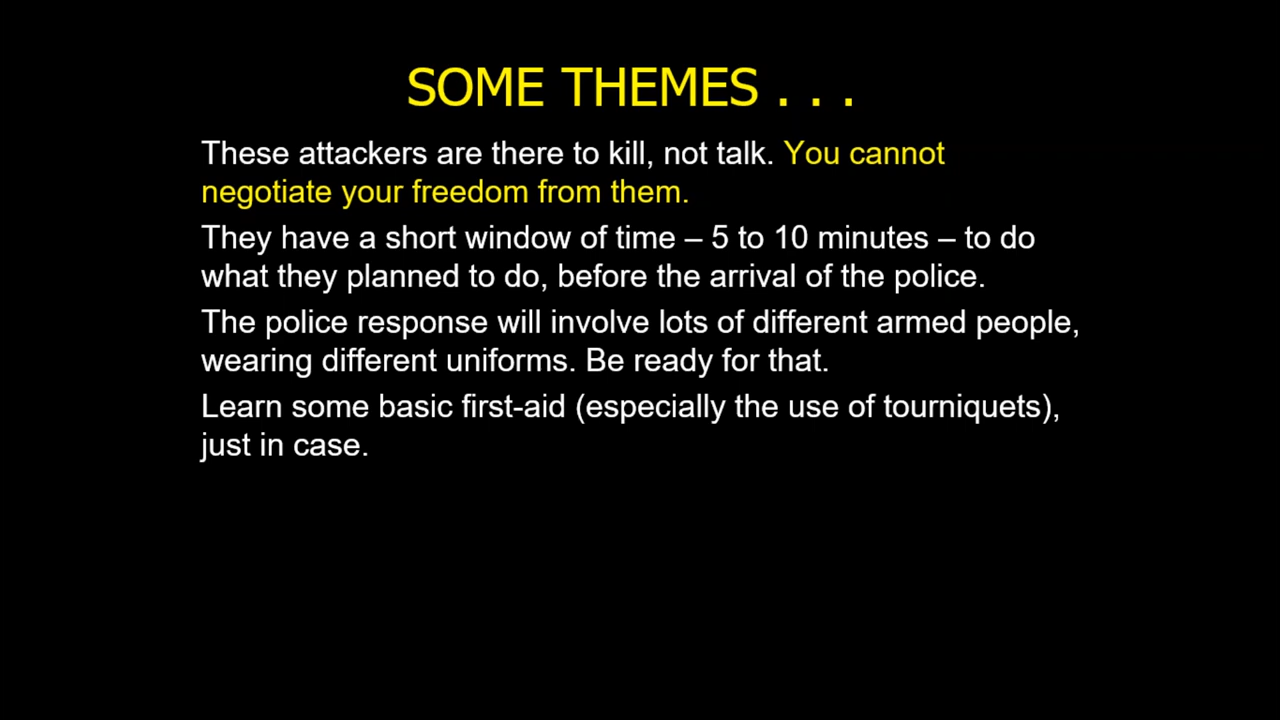 SOME THEMES . . .
These attackers are there to kill, not talk. You cannot
negotiate your freedom from them.
They have a short window of time – 5 to 10 minutes – to do
what they planned to do, before the arrival of the police.
The police response will involve lots of different armed people,
wearing different uniforms. Be ready for that.
Learn some basic first-aid (especially the use of tourniquets),
just in case.